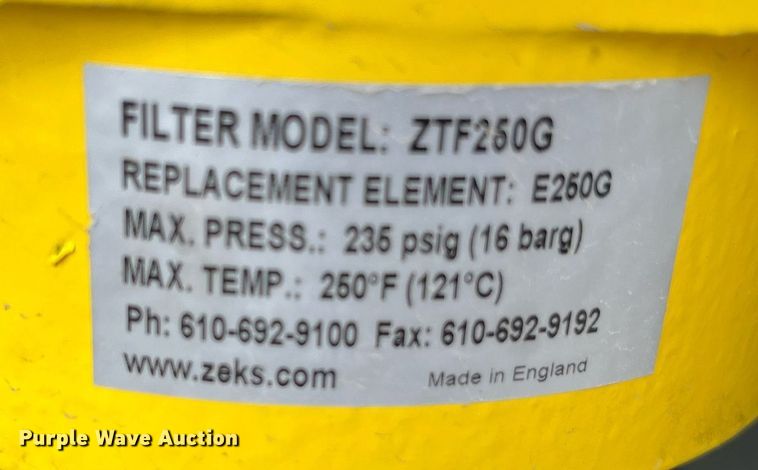 FILTER MODEL: ZTF250G
REPLACEMENT ELEMENT: E250G
MAX. PRESS.: 235 psig (16 barg)
MAX. TEMP.: 250°F (121°C)
Ph: 610-692-9100 Fax: 610-692-9192
www.zeks.com Made in England
Purple Wave Auction